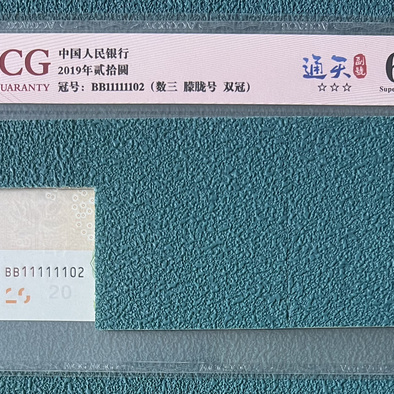 CG
UARANTY
中国人民银行
2019年贰拾圆
冠号：BB11111102（数三 朦胧号 双冠）
通天
副號
☆☆☆
6
Supe
BB11111102
20 20